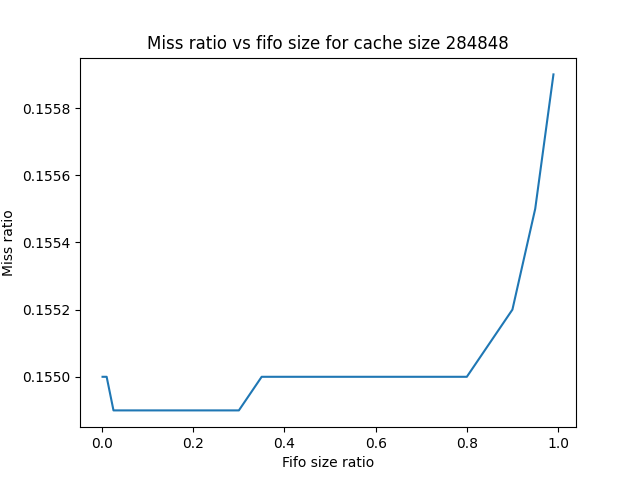 Miss ratio vs fifo size for cache size 284848
0.1558
0.1556
0.1554
0.1552
0.1550
Miss ratio
0.0 0.2 0.4 0.6 0.8 1.0
Fifo size ratio